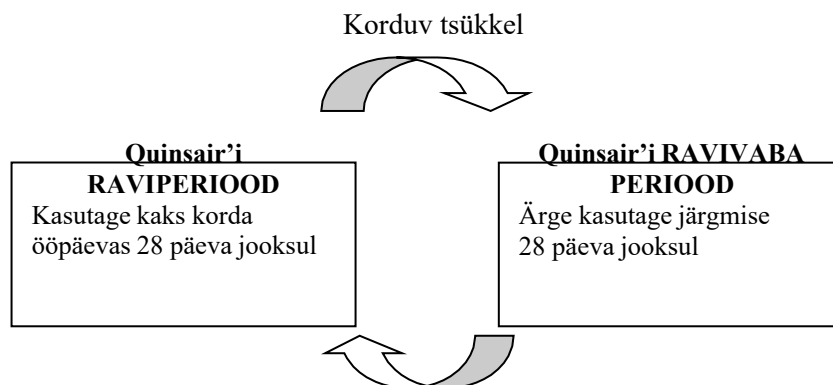 Korduv tsükkel
Quinsair’i
RAVIPERIOOD
Kasutage kaks korda
ööpäevas 28 päeva jooksul
Quinsair’i RAVIVABA
PERIOOD
Ärge kasutage järgmise
28 päeva jooksul